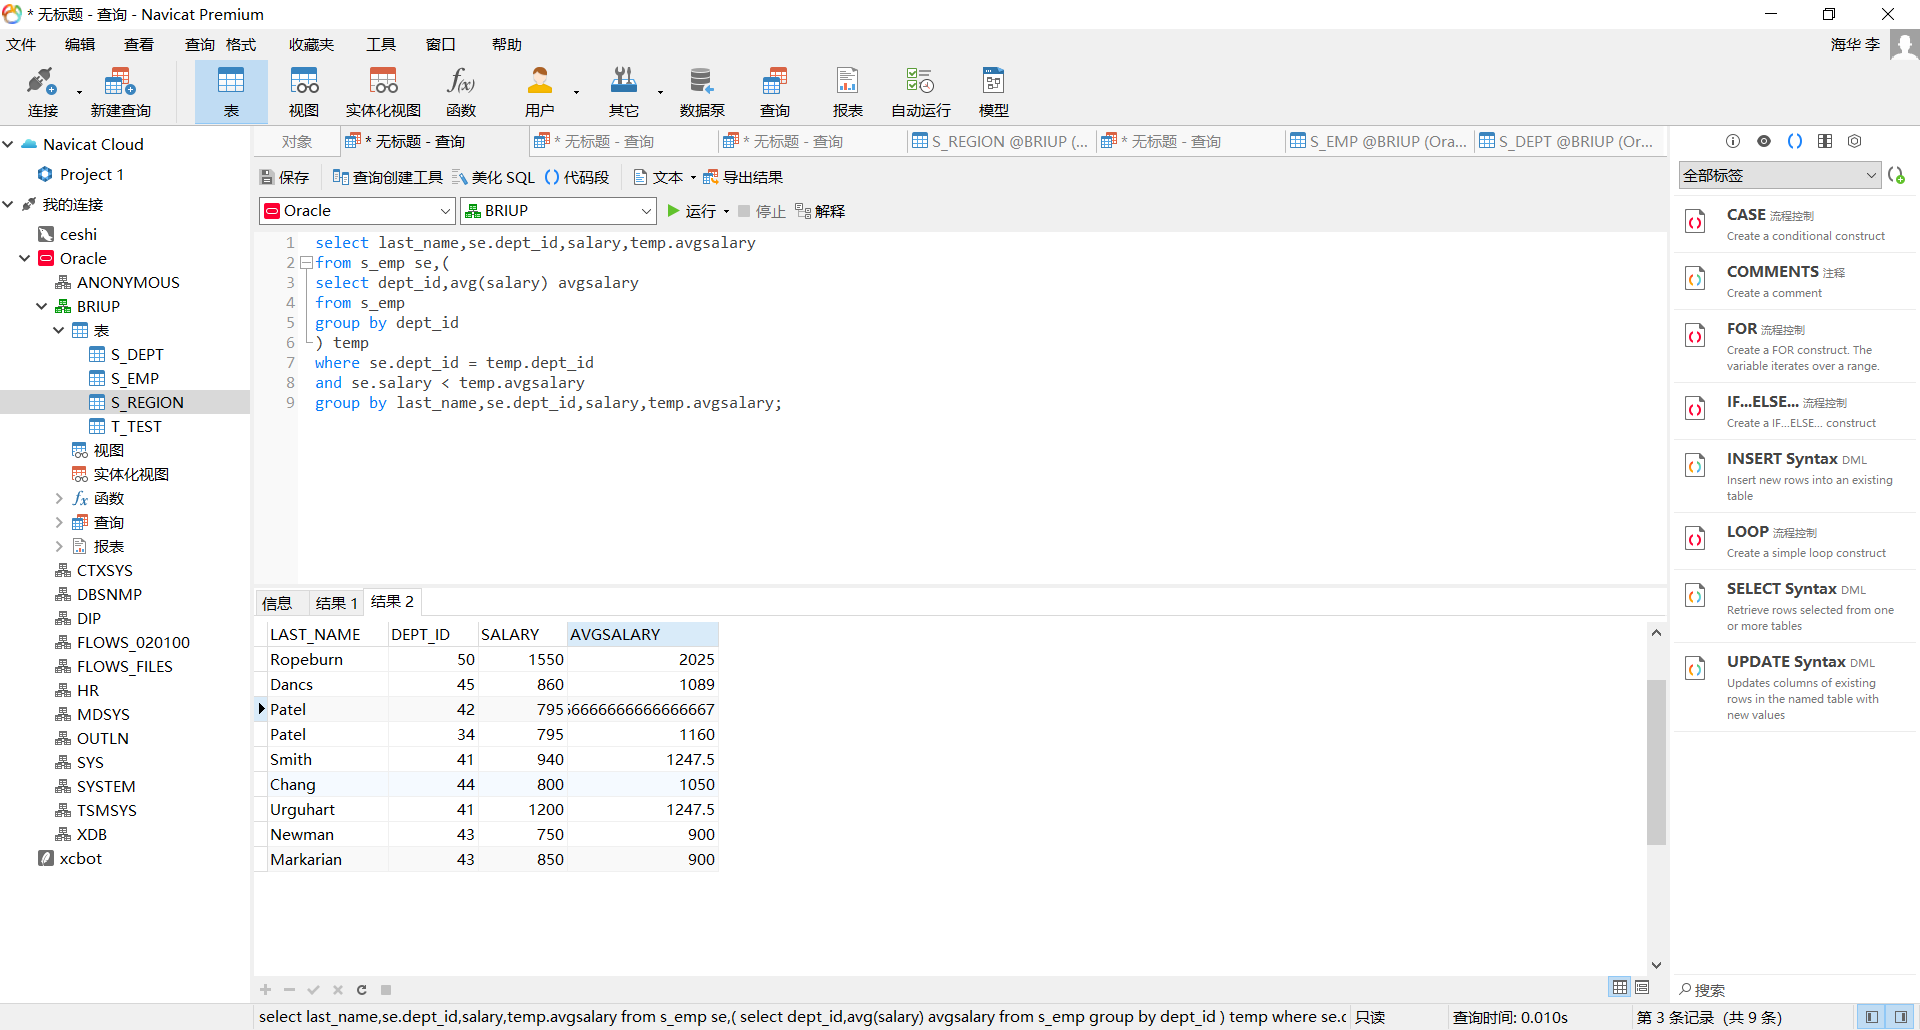 * 无标题 - 查询 - Navicat Premium
文件 编辑 查看 查询 格式 收藏夹 工具 窗口 帮助 海华 李
连接 新建查询 表 视图 实体化视图 函数 用户 其它 数据泵 查询 报表 自动运行 模型
Navicat Cloud
Project 1
我的连接
ceshi
Oracle
ANONYMOUS
BRIUP
表
S_DEPT
S_EMP
S_REGION
T_TEST
视图
实体化视图
函数
查询
报表
CTXSYS
DBSNMP
DIP
FLOWS_020100
FLOWS_FILES
HR
MDSYS
OUTLN
SYS
SYSTEM
TSMSYS
XDB
xcbot
对象 * 无标题 - 查询 * 无标题 - 查询 * 无标题 - 查询 S_REGION @BRIUP (... * 无标题 - 查询 S_EMP @BRIUP (Ora... S_DEPT @BRIUP (Or...
保存 查询创建工具 美化 SQL 代码段 文本 导出结果
Oracle BRIUP 运行 停止 解释
1 select last_name,se.dept_id,salary,temp.avgsalary
2 from s_emp se,(
3 select dept_id,avg(salary) avgsalary
4 from s_emp
5 group by dept_id
6 ) temp
7 where se.dept_id = temp.dept_id
8 and se.salary < temp.avgsalary
9 group by last_name,se.dept_id,salary,temp.avgsalary;
信息 结果 1 结果 2
LAST_NAME DEPT_ID SALARY AVGSALARY
Ropeburn 50 1550 2025
Dancs 45 860 1089
Patel 42 795 66666666666666667
Patel 34 795 1160
Smith 41 940 1247.5
Chang 44 800 1050
Urguhart 41 1200 1247.5
Newman 43 750 900
Markarian 43 850 900
全部标签
CASE 流程控制
Create a conditional construct
COMMENTS 注释
Create a comment
FOR 流程控制
Create a FOR construct. The
variable iterates over a range.
IF...ELSE... 流程控制
Create a IF...ELSE... construct
INSERT Syntax DML
Insert new rows into an existing
table
LOOP 流程控制
Create a simple loop construct
SELECT Syntax DML
Retrieve rows selected from one
or more tables
UPDATE Syntax DML
Updates columns of existing
rows in the named table with
new values
搜索
select last_name,se.dept_id,salary,temp.avgsalary from s_emp se,( select dept_id,avg(salary) avgsalary from s_emp group by dept_id ) temp where se.c 只读 查询时间: 0.010s 第 3 条记录 (共 9 条)